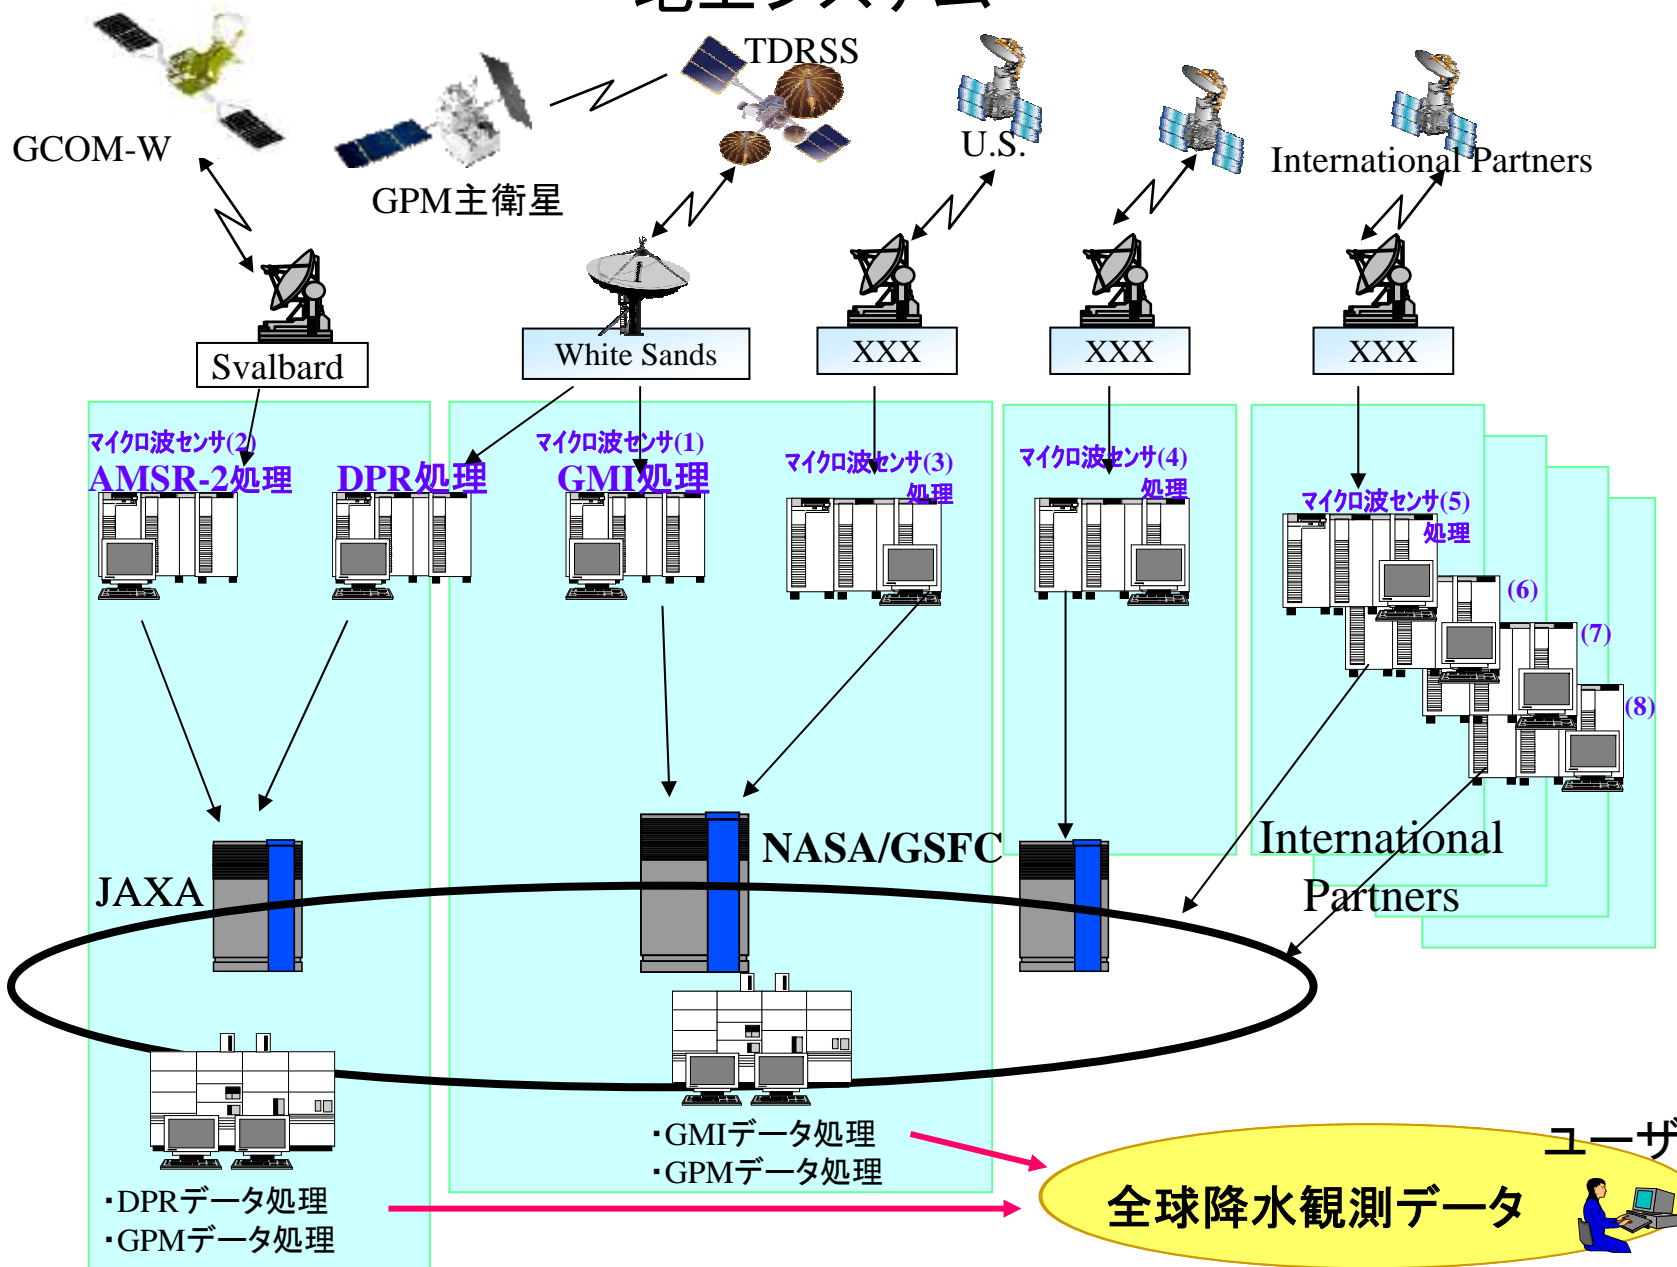 TDRSS
GCOM-W
GPM主衛星
U.S.
International Partners
Svalbard
White Sands
XXX
XXX
XXX
マイクロ波センサ(2)
AMSR-2処理
DPR処理
マイクロ波センサ(1)
GMI処理
マイクロ波センサ(3)
処理
マイクロ波センサ(4)
処理
マイクロ波センサ(5)
処理
(6)
(7)
(8)
JAXA
NASA/GSFC
International
Partners
・GMIデータ処理
・GPMデータ処理
・DPRデータ処理
・GPMデータ処理
ユーザ
全球降水観測データ